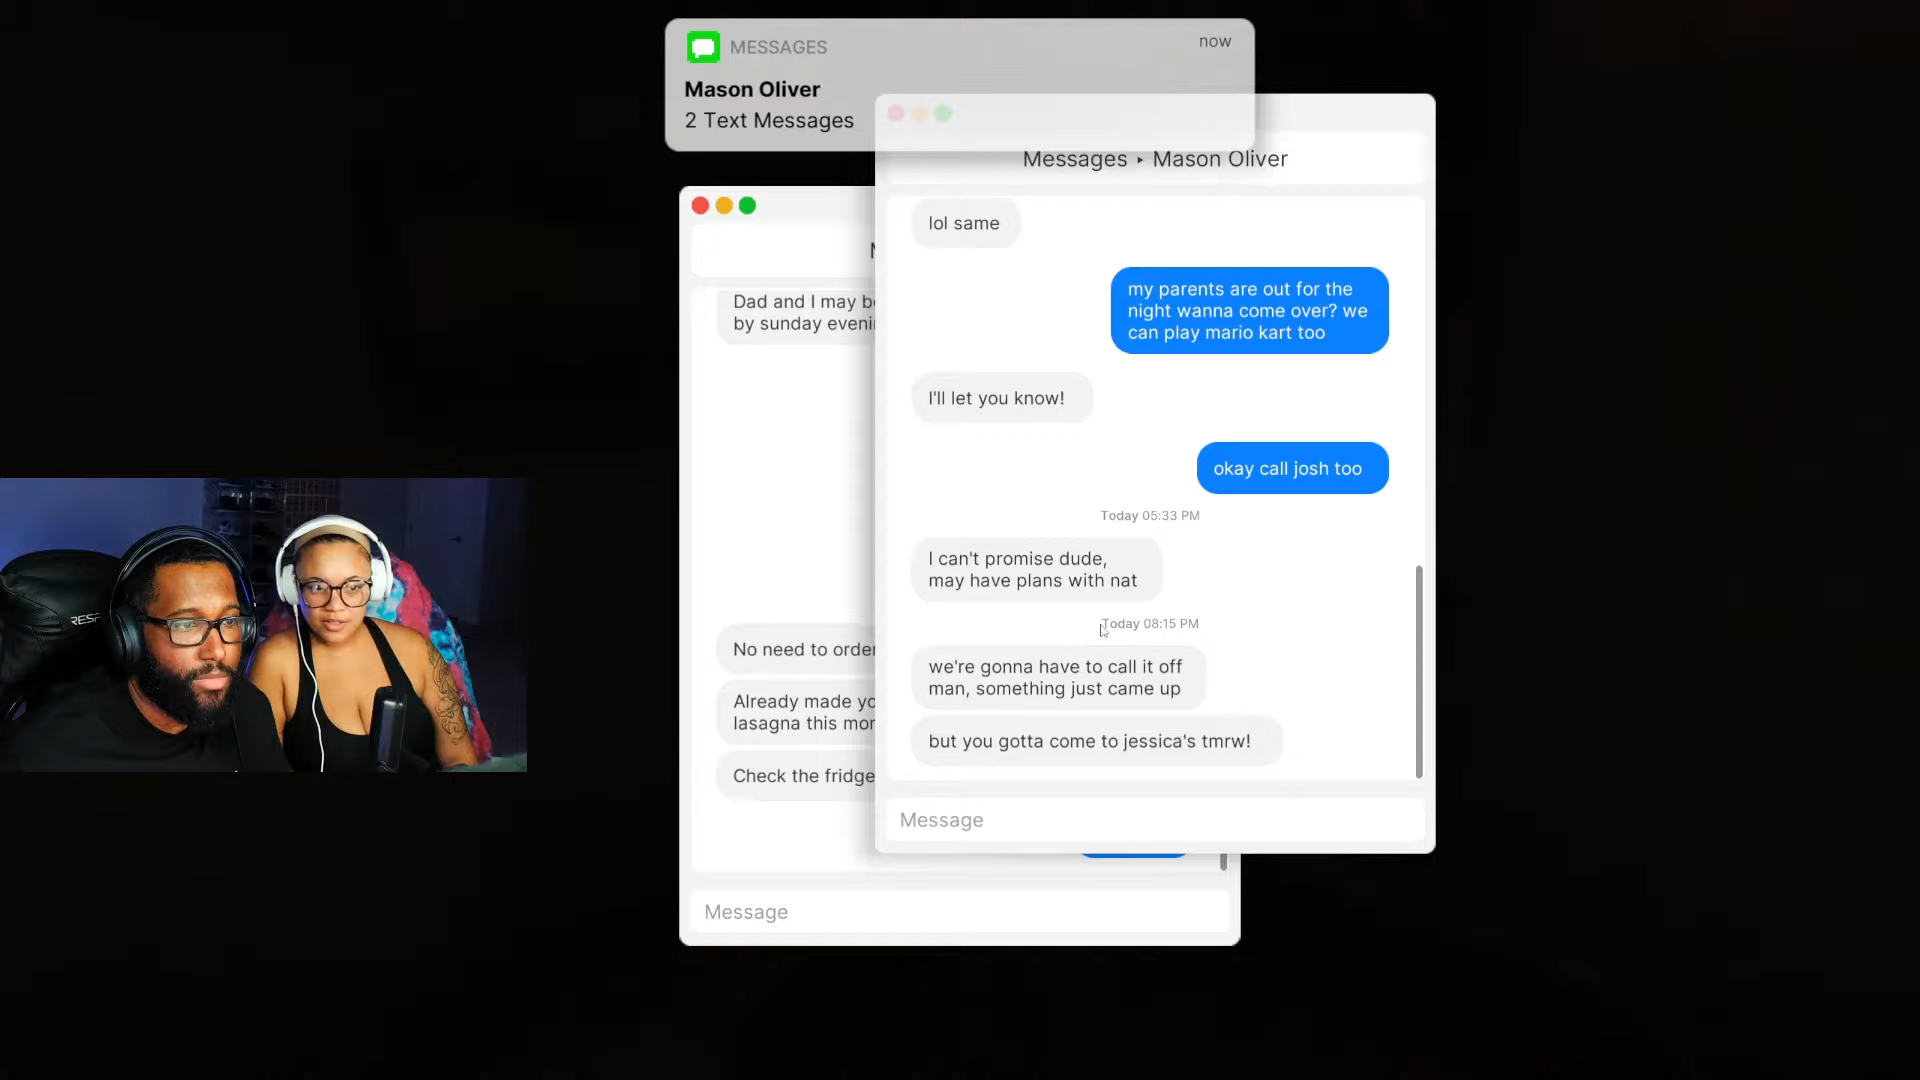 MESSAGES
now
Mason Oliver
2 Text Messages
Messages ‣ Mason Oliver
lol same
my parents are out for the
night wanna come over? we
can play mario kart too
I'll let you know!
okay call josh too
Today 05:33 PM
I can't promise dude,
may have plans with nat
Today 08:15 PM
we're gonna have to call it off
man, something just came up
but you gotta come to jessica's tmrw!
Message
Dad and I may
by sunday
No need to order
Already made
lasagna this
Check the fridge
Message